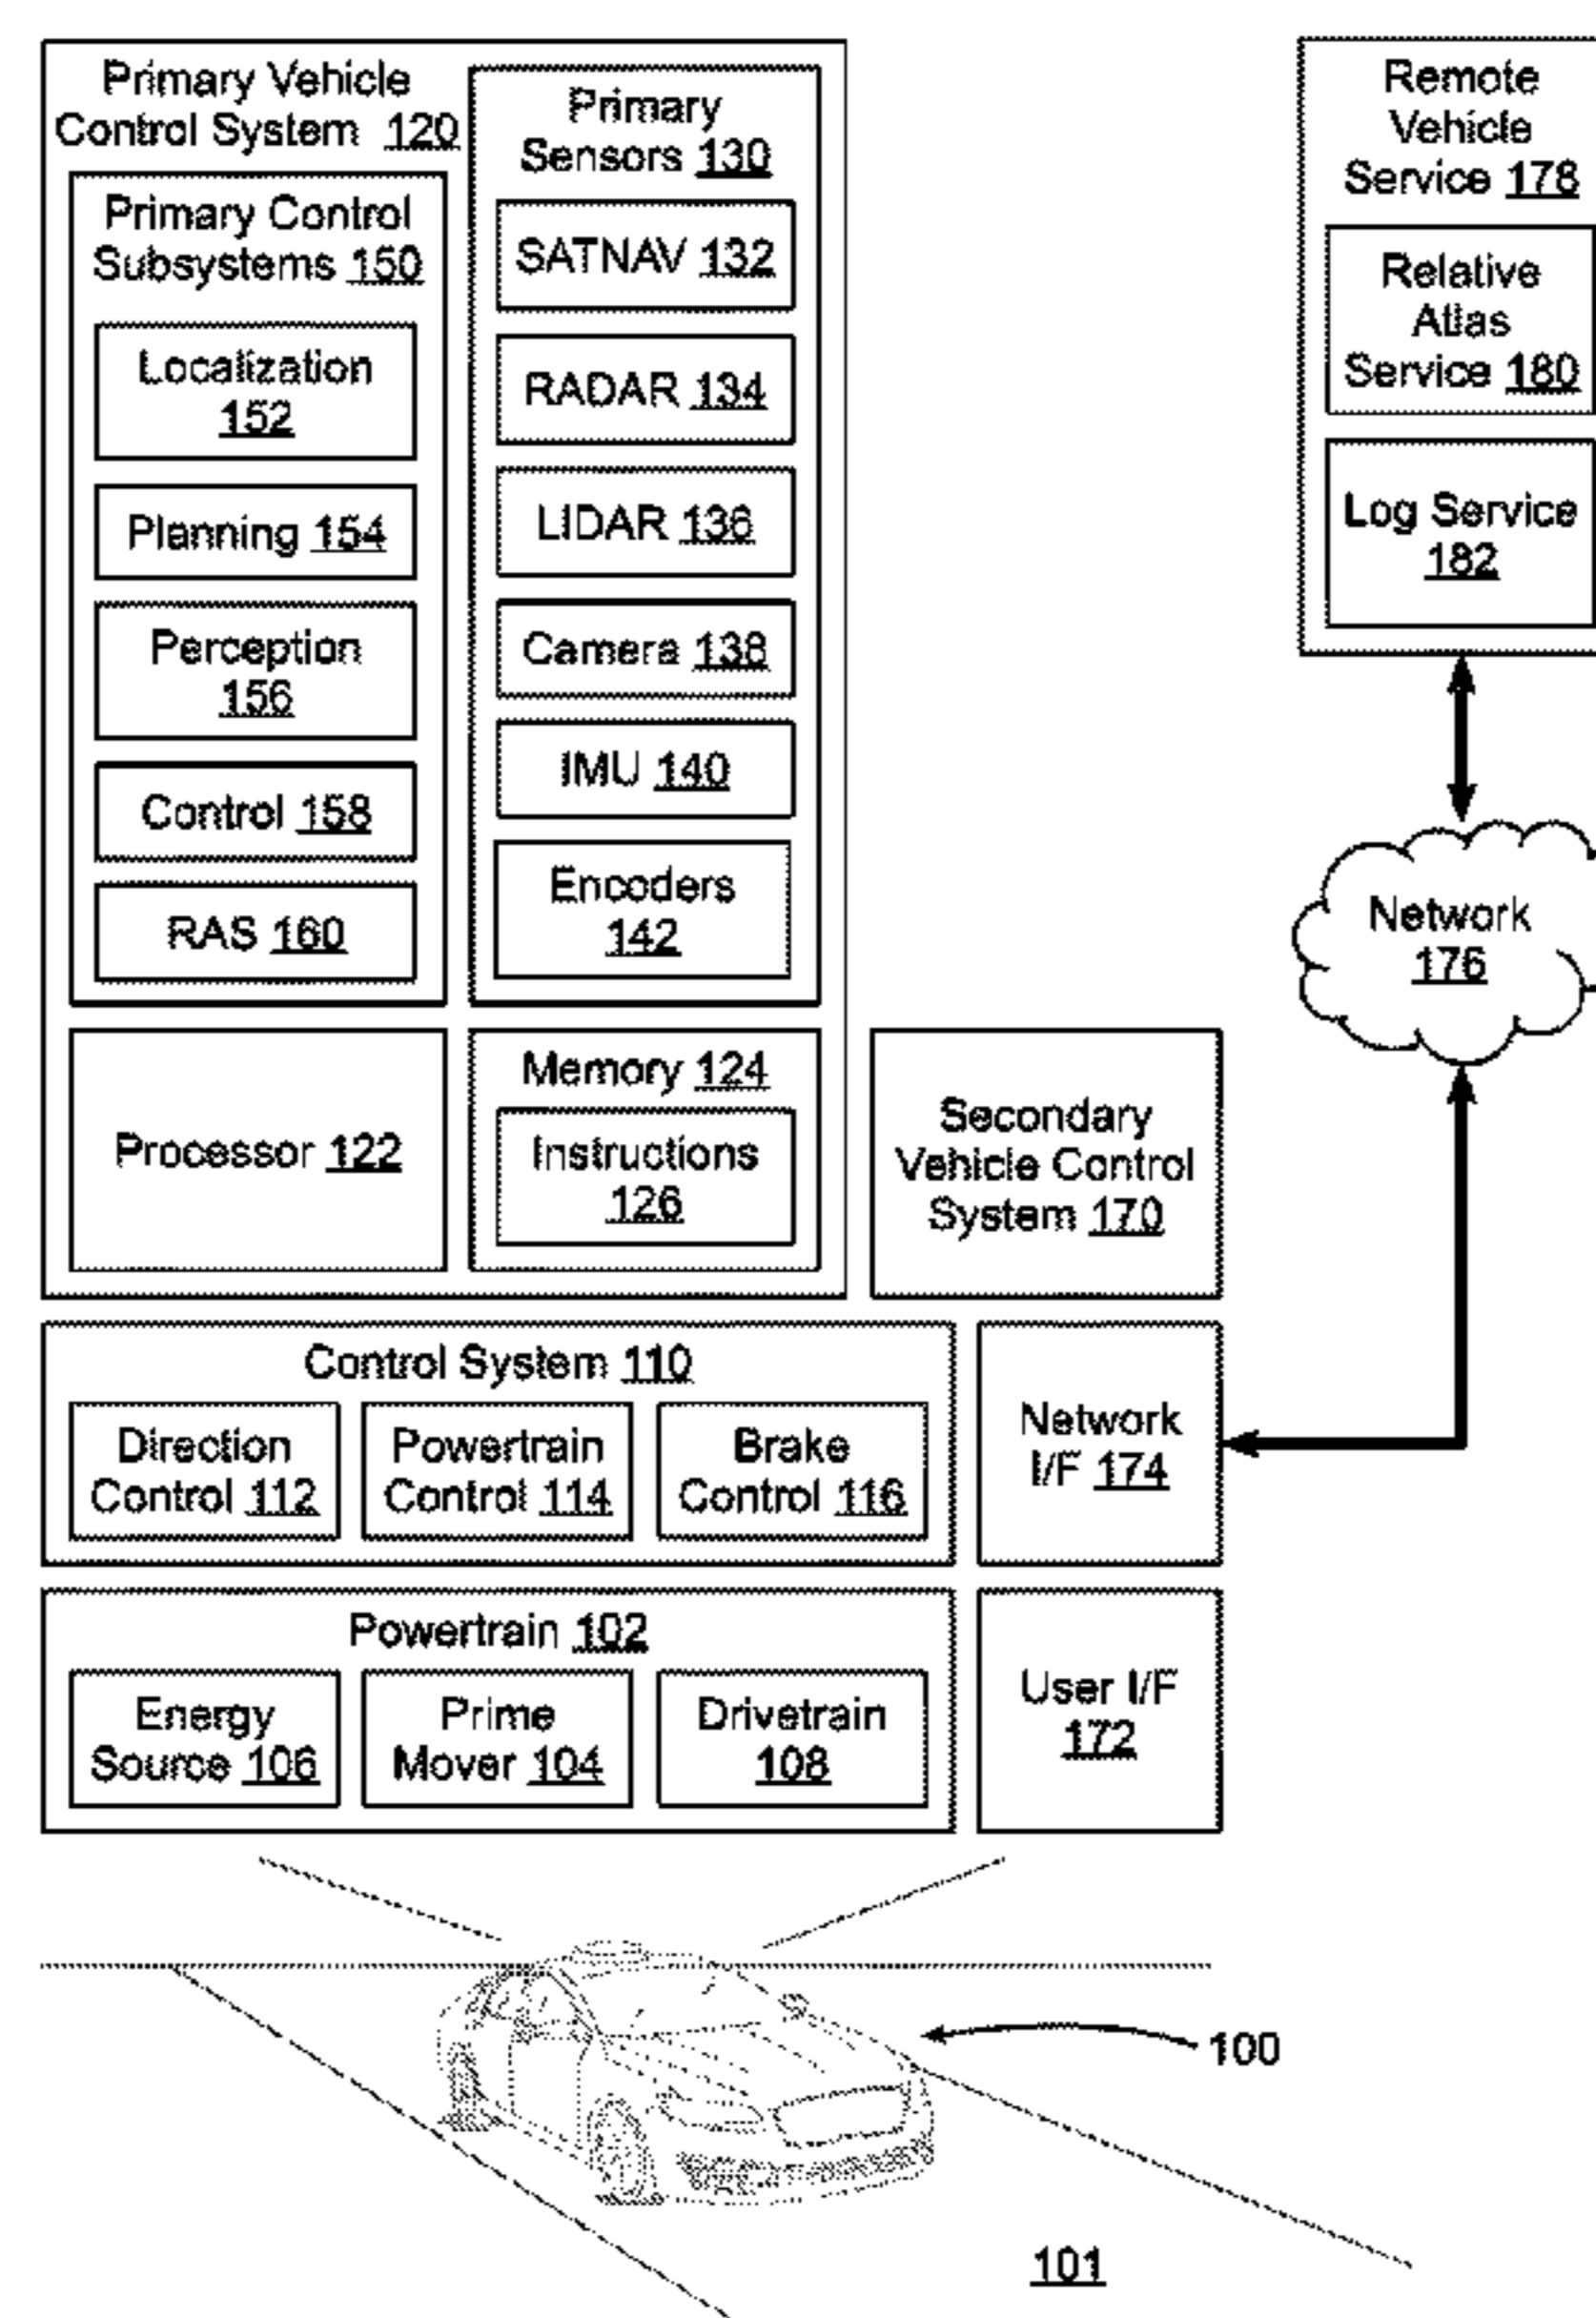 Primary Vehicle
Control System 120
Primary Control
Subsystems 150
Localization
152
Planning 154
Perception
156
Control 158
RAS 160
Primary
Sensors 130
SATNAV 132
RADAR 134
LIDAR 136
Camera 138
IMU 140
Encoders
142
Processor 122
Memory 124
Instructions
126
Secondary
Vehicle Control
System 170
Remote
Vehicle
Service 178
Relative
Atlas
Service 180
Log Service
182
Network
176
Control System 110
Direction
Control 112
Powertrain
Control 114
Brake
Control 116
Network
I/F 174
Powertrain 102
Energy
Source 106
Prime
Mover 104
Drivetrain
108
User I/F
172
100
101